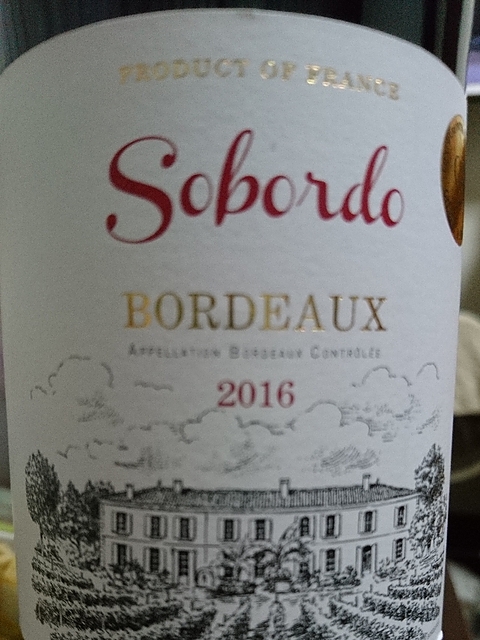 PRODUCT OF FRANCE
Sobordo
BORDEAUX
APPELLATION BORDEAUX CONTRÔLÉE
2016